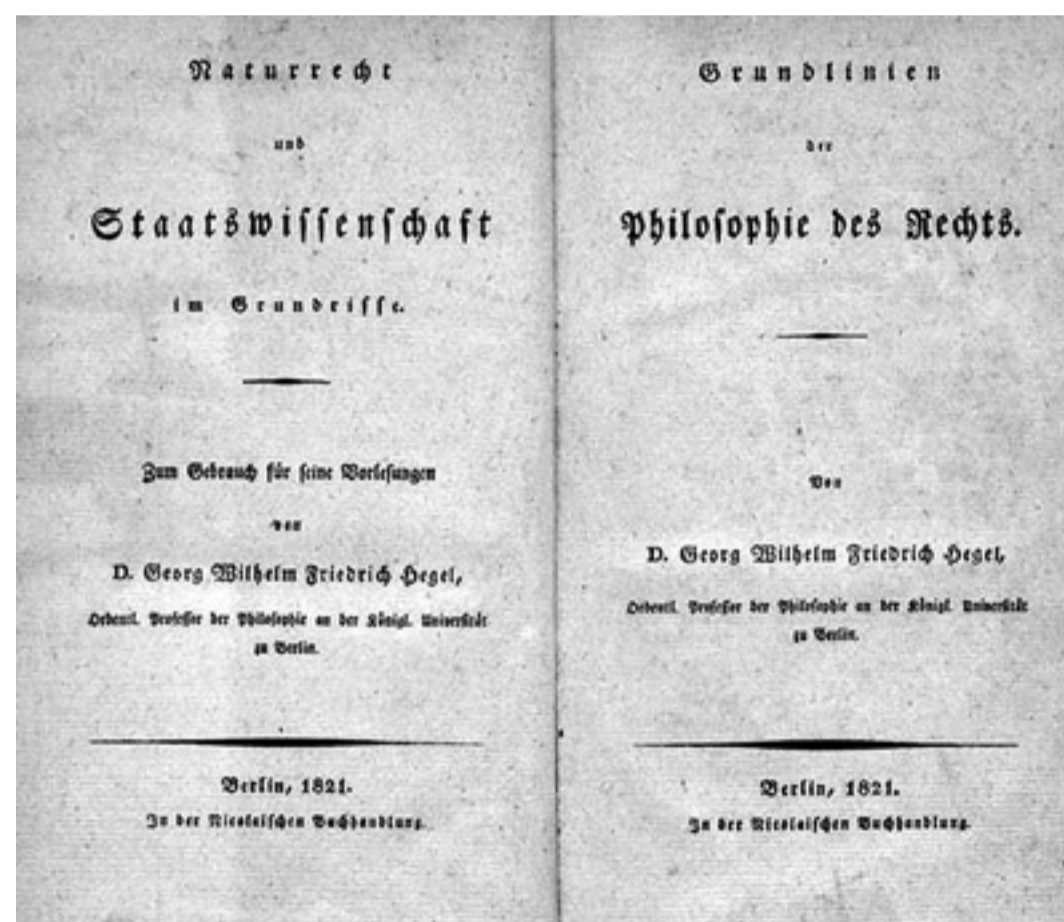 Naturrecht
und
Staatswissenschaft
im Grundrisse.
Zum Gebrauch für seine Vorlesungen
von
D. Georg Wilhelm Friedrich Hegel,
Ordentl. Professor der Philosophie an der Königl. Universität
zu Berlin.
Berlin, 1821.
In der Nicolaischen Buchhandlung.
Grundlinien
der
Philosophie des Rechts.
Von
D. Georg Wilhelm Friedrich Hegel,
Ordentl. Professor der Philosophie an der Königl. Universität
zu Berlin.
Berlin, 1821.
In der Nicolaischen Buchhandlung.